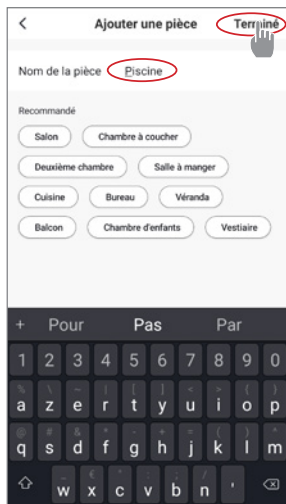 Ajouter une pièce Terminé
Nom de la pièce Piscine
Recommandé
Salon Chambre à coucher
Deuxième chambre Salle à manger
Cuisine Bureau Véranda
Balcon Chambre d'enfants Vestiaire
+ Pour Pas Par
1 2 3 4 5 6 7 8 9 0
a z e r t y u i o p
q s d f g h j k l m
w x c v b n '